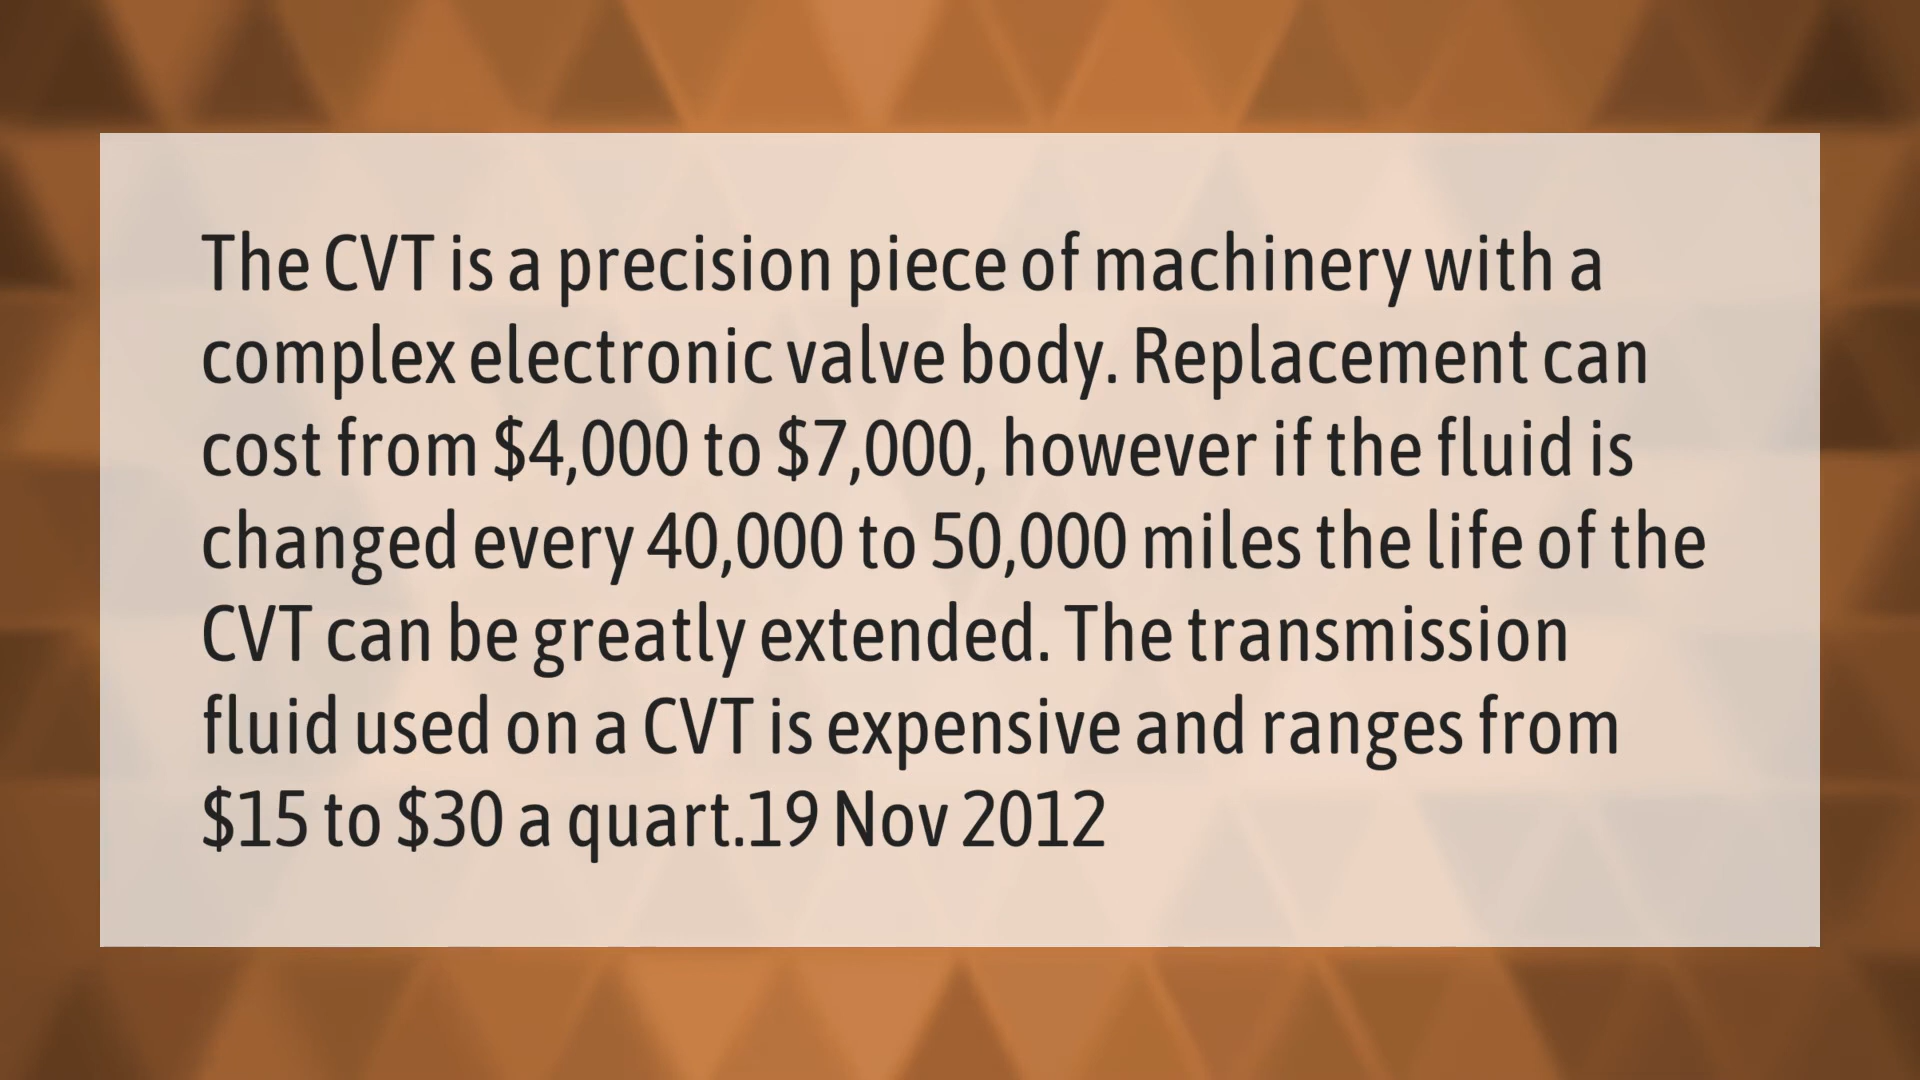 The CVT is a precision piece of machinery with a
complex electronic valve body. Replacement can
cost from $4,000 to $7,000, however if the fluid is
changed every 40,000 to 50,000 miles the life of the
CVT can be greatly extended. The transmission
fluid used on a CVT is expensive and ranges from
$15 to $30 a quart.19 Nov 2012